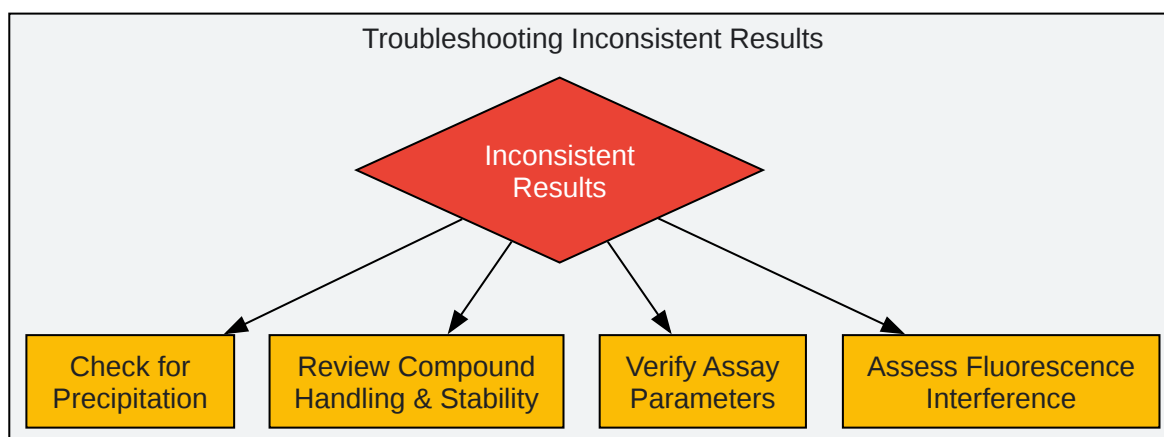 Troubleshooting Inconsistent Results
Inconsistent
Results
Check for
Precipitation
Review Compound
Handling & Stability
Verify Assay
Parameters
Assess Fluorescence
Interference